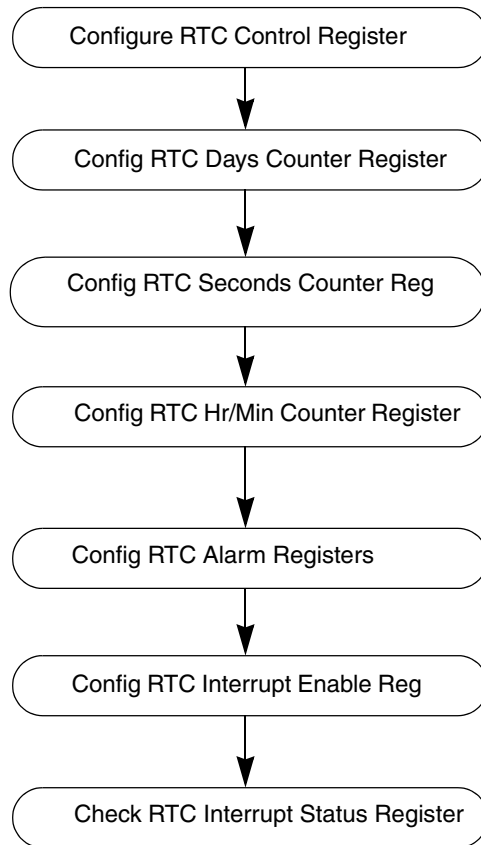 Configure RTC Control Register
Config RTC Days Counter Register
Config RTC Seconds Counter Reg
Config RTC Hr/Min Counter Register
Config RTC Alarm Registers
Config RTC Interrupt Enable Reg
Check RTC Interrupt Status Register